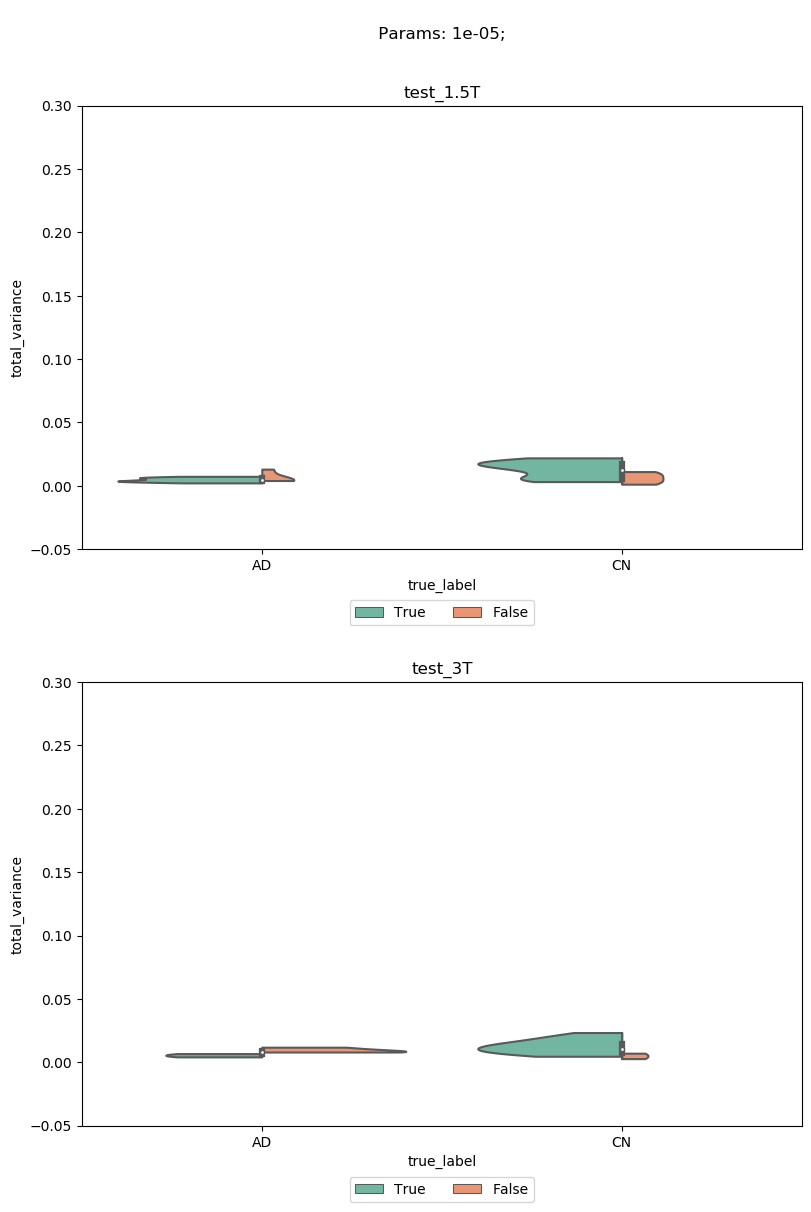 Params: 1e-05;
test_1.5T
0.30
0.25
0.20
0.15
0.10
0.05
0.00
−0.05
total_variance
AD CN
true_label
True False
test_3T
0.30
0.25
0.20
0.15
0.10
0.05
0.00
−0.05
total_variance
AD CN
true_label
True False